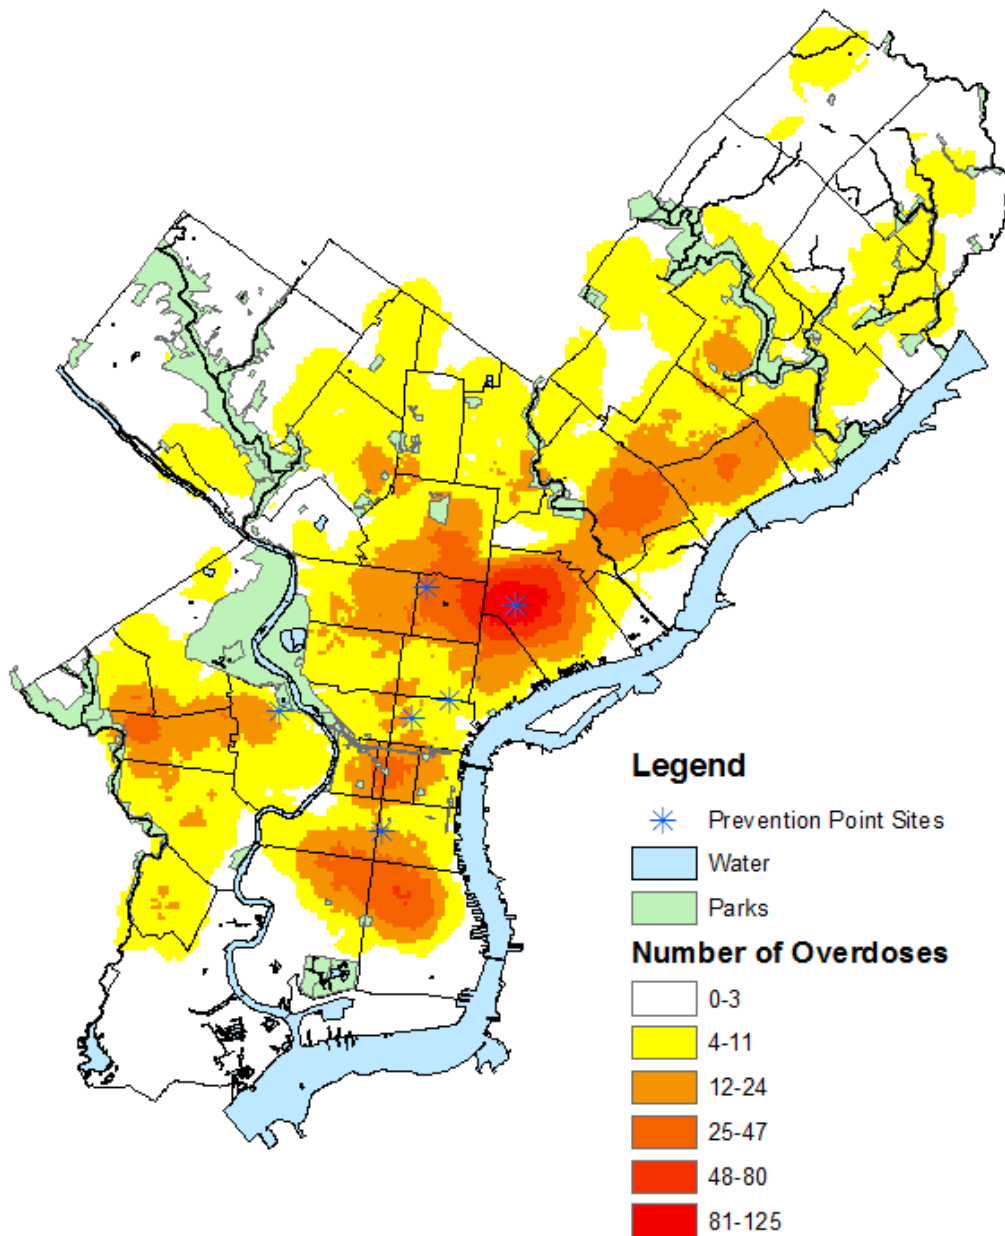 Legend
Prevention Point Sites
Water
Parks
Number of Overdoses
0-3
4-11
12-24
25-47
48-80
81-125